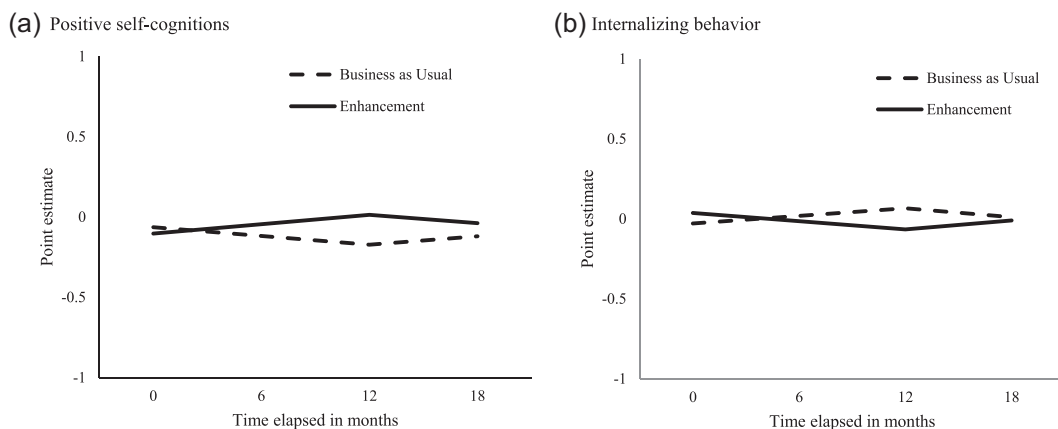 (a) Positive self-cognitions
1
0.5
0
-0.5
-1
Point estimate
Business as Usual
Enhancement
0 6 12 18
Time elapsed in months
(b) Internalizing behavior
1
0.5
0
-0.5
-1
Point estimate
Business as Usual
Enhancement
0 6 12 18
Time elapsed in months